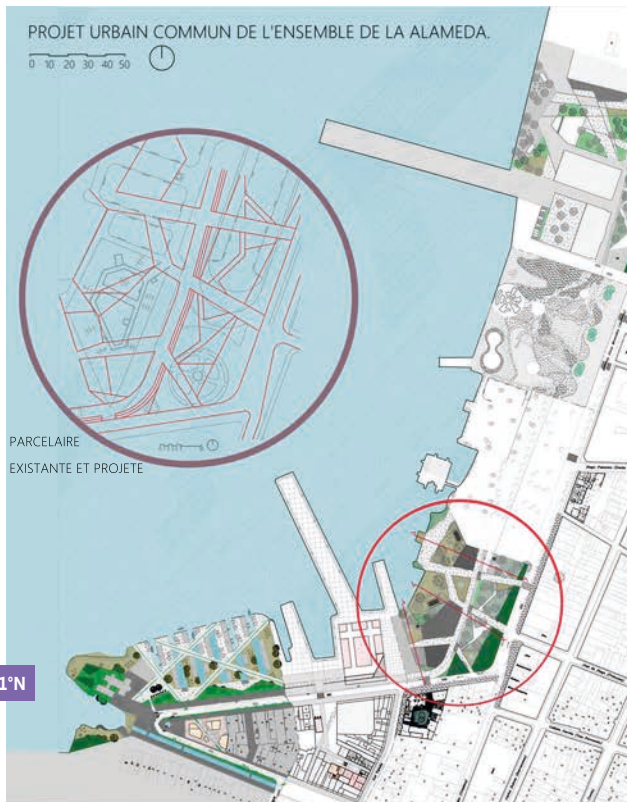 PROJET URBAIN COMMUN DE L'ENSEMBLE DE LA ALAMEDA.
0 10 20 30 40 50
PARCELAIRE
EXISTANTE ET PROJETE
1°N